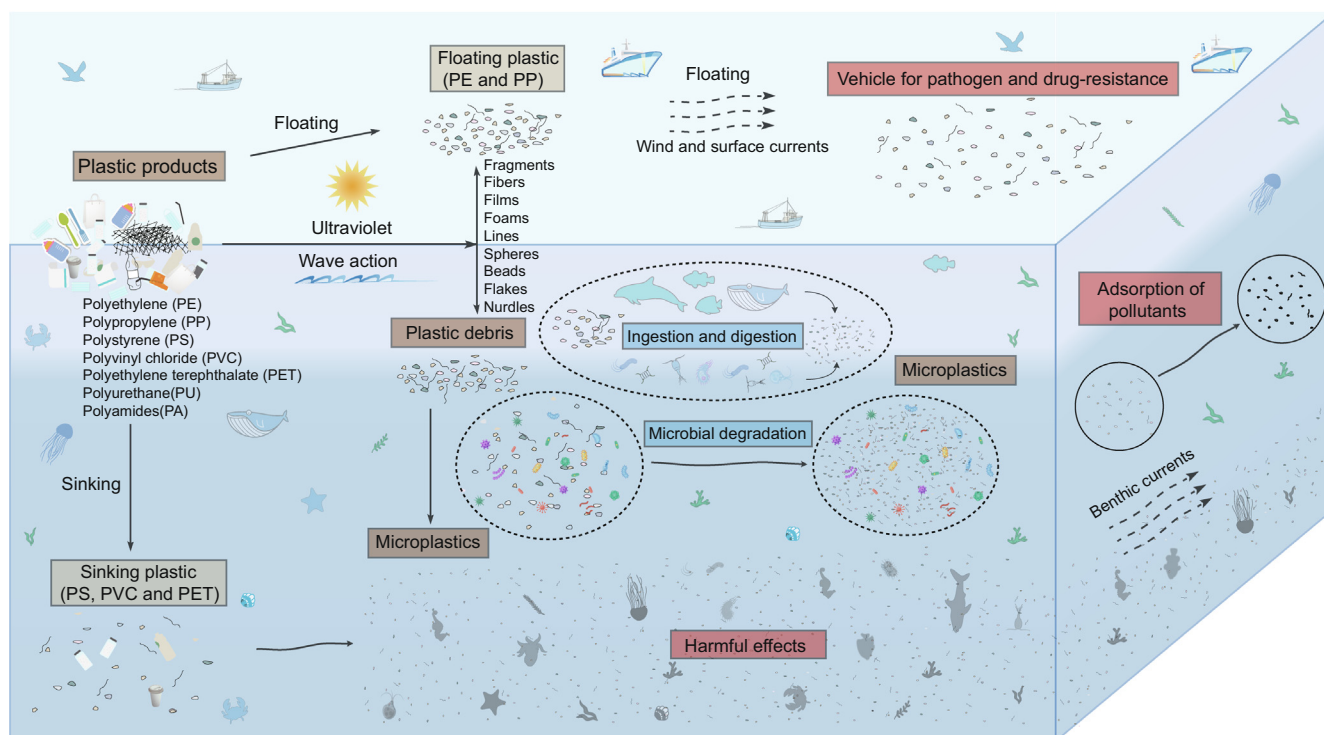 Floating plastic
(PE and PP)
Floating
Wind and surface currents
Vehicle for pathogen and drug-resistance
Floating
Plastic products
Ultraviolet
Wave action
Fragments
Fibers
Films
Foams
Lines
Spheres
Beads
Flakes
Nurdles
Polyethylene (PE)
Polypropylene (PP)
Polystyrene (PS)
Polyvinyl chloride (PVC)
Polyethylene terephthalate (PET)
Polyurethane(PU)
Polyamides(PA)
Plastic debris
Ingestion and digestion
Microplastics
Adsorption of
pollutants
Microbial degradation
Benthic currents
Sinking
Microplastics
Sinking plastic
(PS, PVC and PET)
Harmful effects